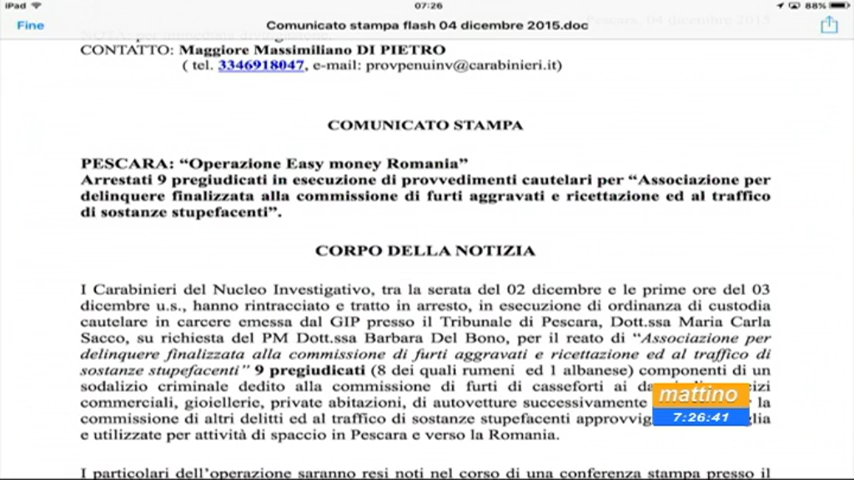 iPad 07:26 88%
Fine Comunicato stampa flash 04 dicembre 2015.doc
Pescara, 04 dicembre 2015
CONTATTO: Maggiore Massimiliano DI PIETRO
( tel. 3346918047, e-mail: provpenuinv@carabinieri.it)
COMUNICATO STAMPA
PESCARA: “Operazione Easy money Romania”
Arrestati 9 pregiudicati in esecuzione di provvedimenti cautelari per “Associazione per
delinquere finalizzata alla commissione di furti aggravati e ricettazione ed al traffico
di sostanze stupefacenti”.
CORPO DELLA NOTIZIA
I Carabinieri del Nucleo Investigativo, tra la serata del 02 dicembre e le prime ore del 03
dicembre u.s., hanno rintracciato e tratto in arresto, in esecuzione di ordinanza di custodia
cautelare in carcere emessa dal GIP presso il Tribunale di Pescara, Dott.ssa Maria Carla
Sacco, su richiesta del PM Dott.ssa Barbara Del Bono, per il reato di “Associazione per
delinquere finalizzata alla commissione di furti aggravati e ricettazione ed al traffico di
sostanze stupefacenti” 9 pregiudicati (8 dei quali rumeni ed 1 albanese) componenti di un
sodalizio criminale dedito alla commissione di furti di casseforti ai
commerciali, gioiellerie, private abitazioni, di autovetture successivamente
commissione di altri delitti ed al traffico di sostanze stupefacenti
e utilizzate per attività di spaccio in Pescara e verso la Romania.
mattino
7:26:41
I particolari dell’operazione saranno resi noti nel corso di una conferenza stampa presso il